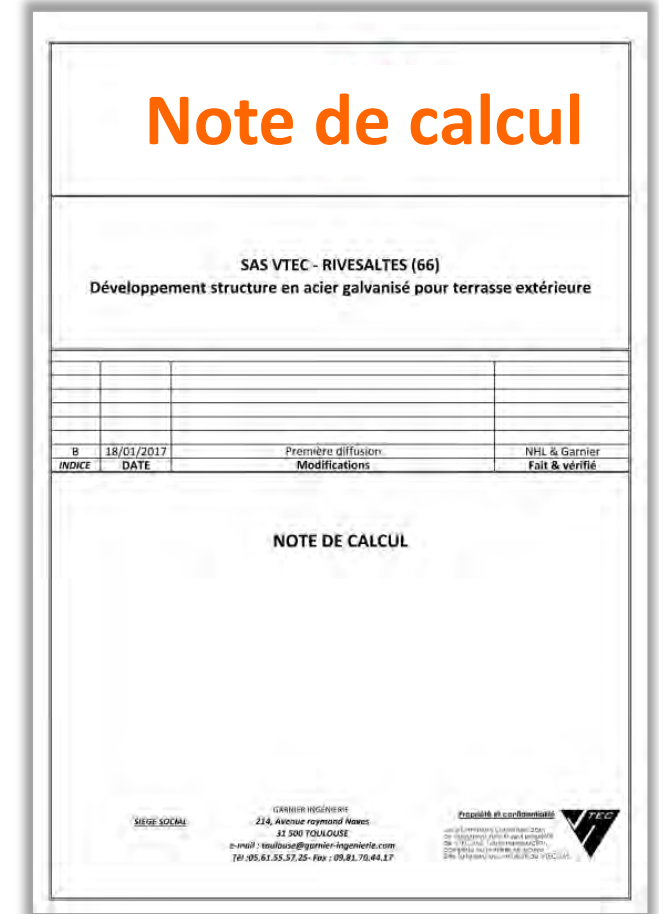 Note de calcul
SAS VTEC - RIVESALTES (66)
Développement structure en acier galvanisé pour terrasse extérieure
B 18/01/2017 Première diffusion NHL & Garnier
INDICE DATE Modifications Fait & vérifié
NOTE DE CALCUL
SIEGE SOCIAL
GARNIER INGÉNIERIE
214, Avenue raymond Naves
31 500 TOULOUSE
e-mail : toulouse@garnier-ingenierie.com
Tél :05.61.55.57.25- Fax : 09.81.70.44.17
Propriété et confidentialité
VTEC